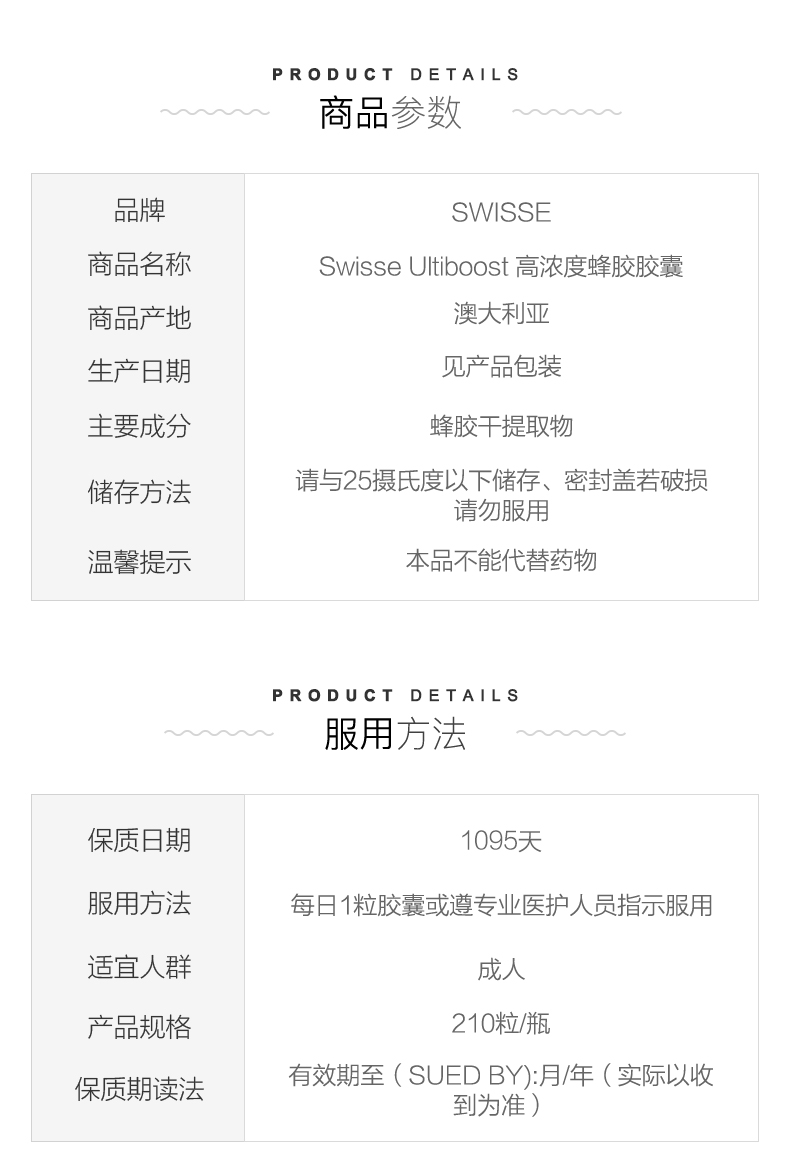 PRODUCT DETAILS
商品参数
品牌 SWISSE
商品名称 Swisse Ultiboost 高浓度蜂胶胶囊
商品产地 澳大利亚
生产日期 见产品包装
主要成分 蜂胶干提取物
储存方法 请与25摄氏度以下储存、密封盖若破损
请勿服用
温馨提示 本品不能代替药物
PRODUCT DETAILS
服用方法
保质日期 1095天
服用方法 每日1粒胶囊或遵专业医护人员指示服用
适宜人群 成人
产品规格 210粒/瓶
保质期读法 有效期至（SUED BY):月/年（实际以收
到为准）